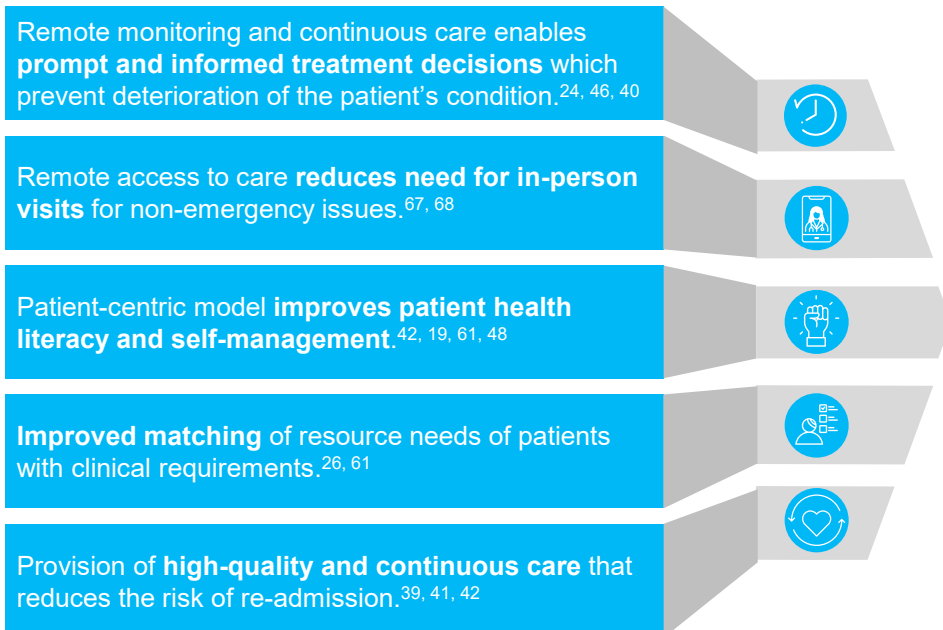 Remote monitoring and continuous care enables
prompt and informed treatment decisions which
prevent deterioration of the patient's condition.24, 46, 40
Remote access to care reduces need for in-person
visits for non-emergency issues.67, 68
Patient-centric model improves patient health
literacy and self-management.42, 19, 61, 48
Improved matching of resource needs of patients
with clinical requirements.26, 61
Provision of high-quality and continuous care that
reduces the risk of re-admission.39, 41, 42